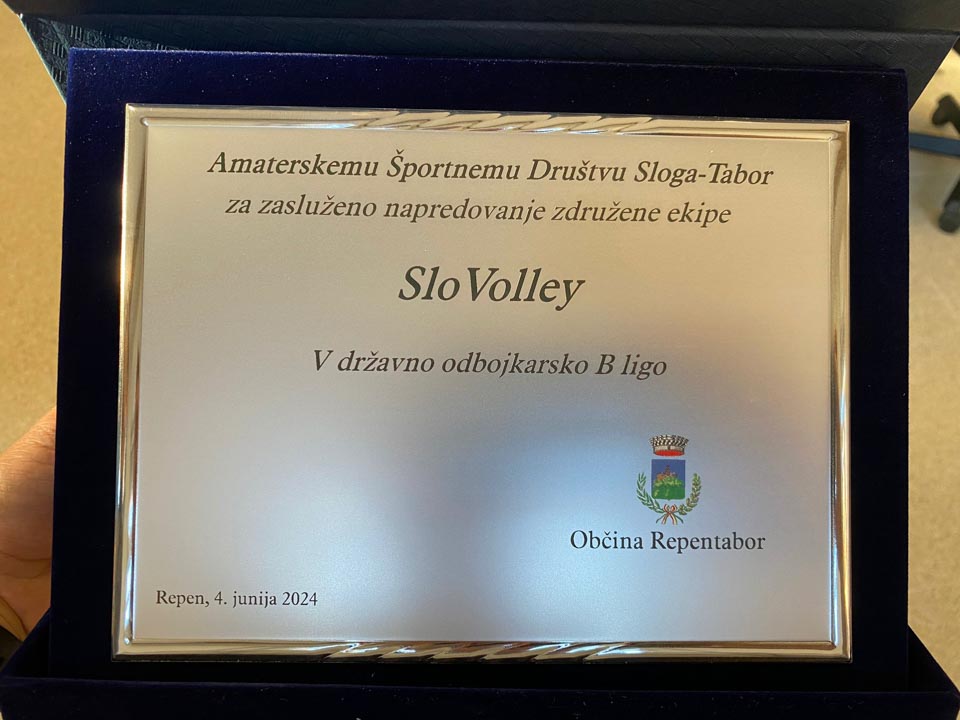 Amaterskemu Športnemu Društvu Sloga-Tabor
za zasluženo napredovanje združene ekipe
SloVolley
V državno odbojkarsko B ligo
Občina Repentabor
Repen, 4. junija 2024